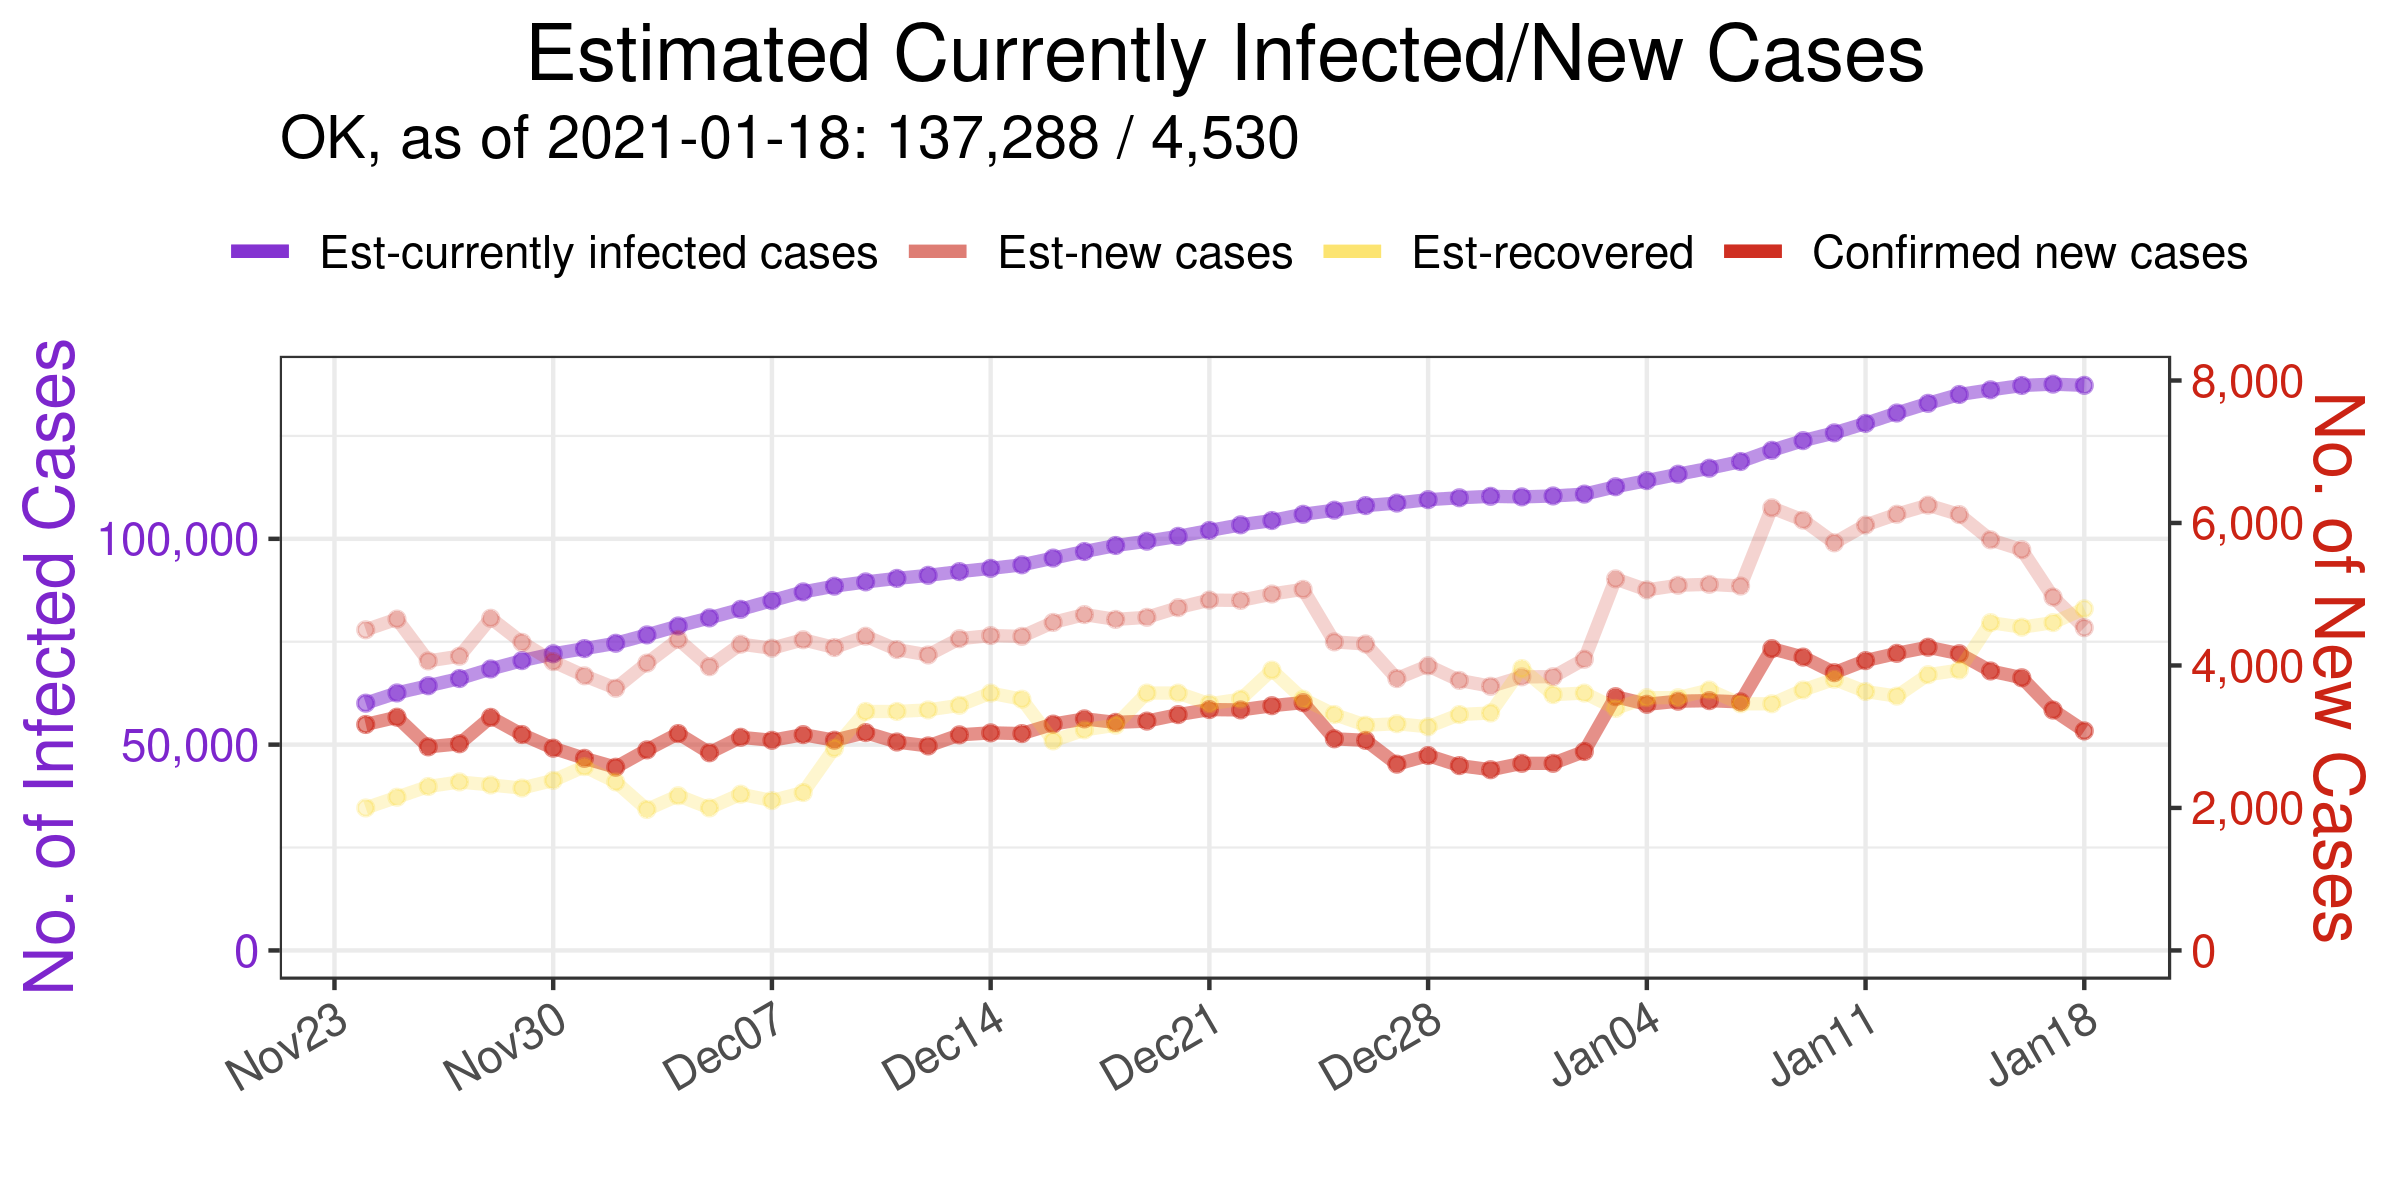 Estimated Currently Infected/New Cases
OK, as of 2021-01-18: 137,288 / 4,530
Est-currently infected cases Est-new cases Est-recovered Confirmed new cases
No. of Infected Cases
100,000
50,000
0
8,000
6,000
4,000
2,000
0
No. of New Cases
Nov23 Nov30 Dec07 Dec14 Dec21 Dec28 Jan04 Jan11 Jan18